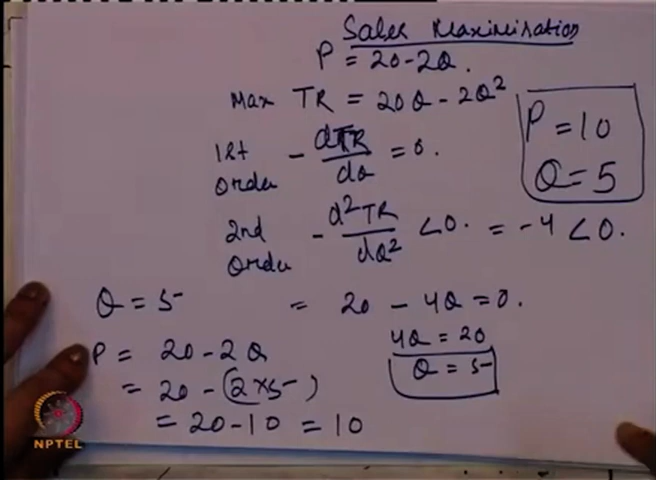 Sales Maximisation
P = 20 - 2Q.
Max TR = 20Q - 2Q²
P = 10
Q = 5
1st Order - dTR/dQ = 0.
2nd Order - d²TR/dQ² < 0. = -4 < 0.
Q = 5 = 20 - 4Q = 0.
4Q = 20
Q = 5
P = 20 - 2Q
= 20 - (2×5)
= 20 - 10 = 10
NPTEL